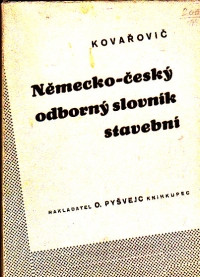 KOVAŘOVIČ
Německo-český
odborný slovník
stavební
NAKLADATEL O. PYŠVEJC KNIHKUPEC